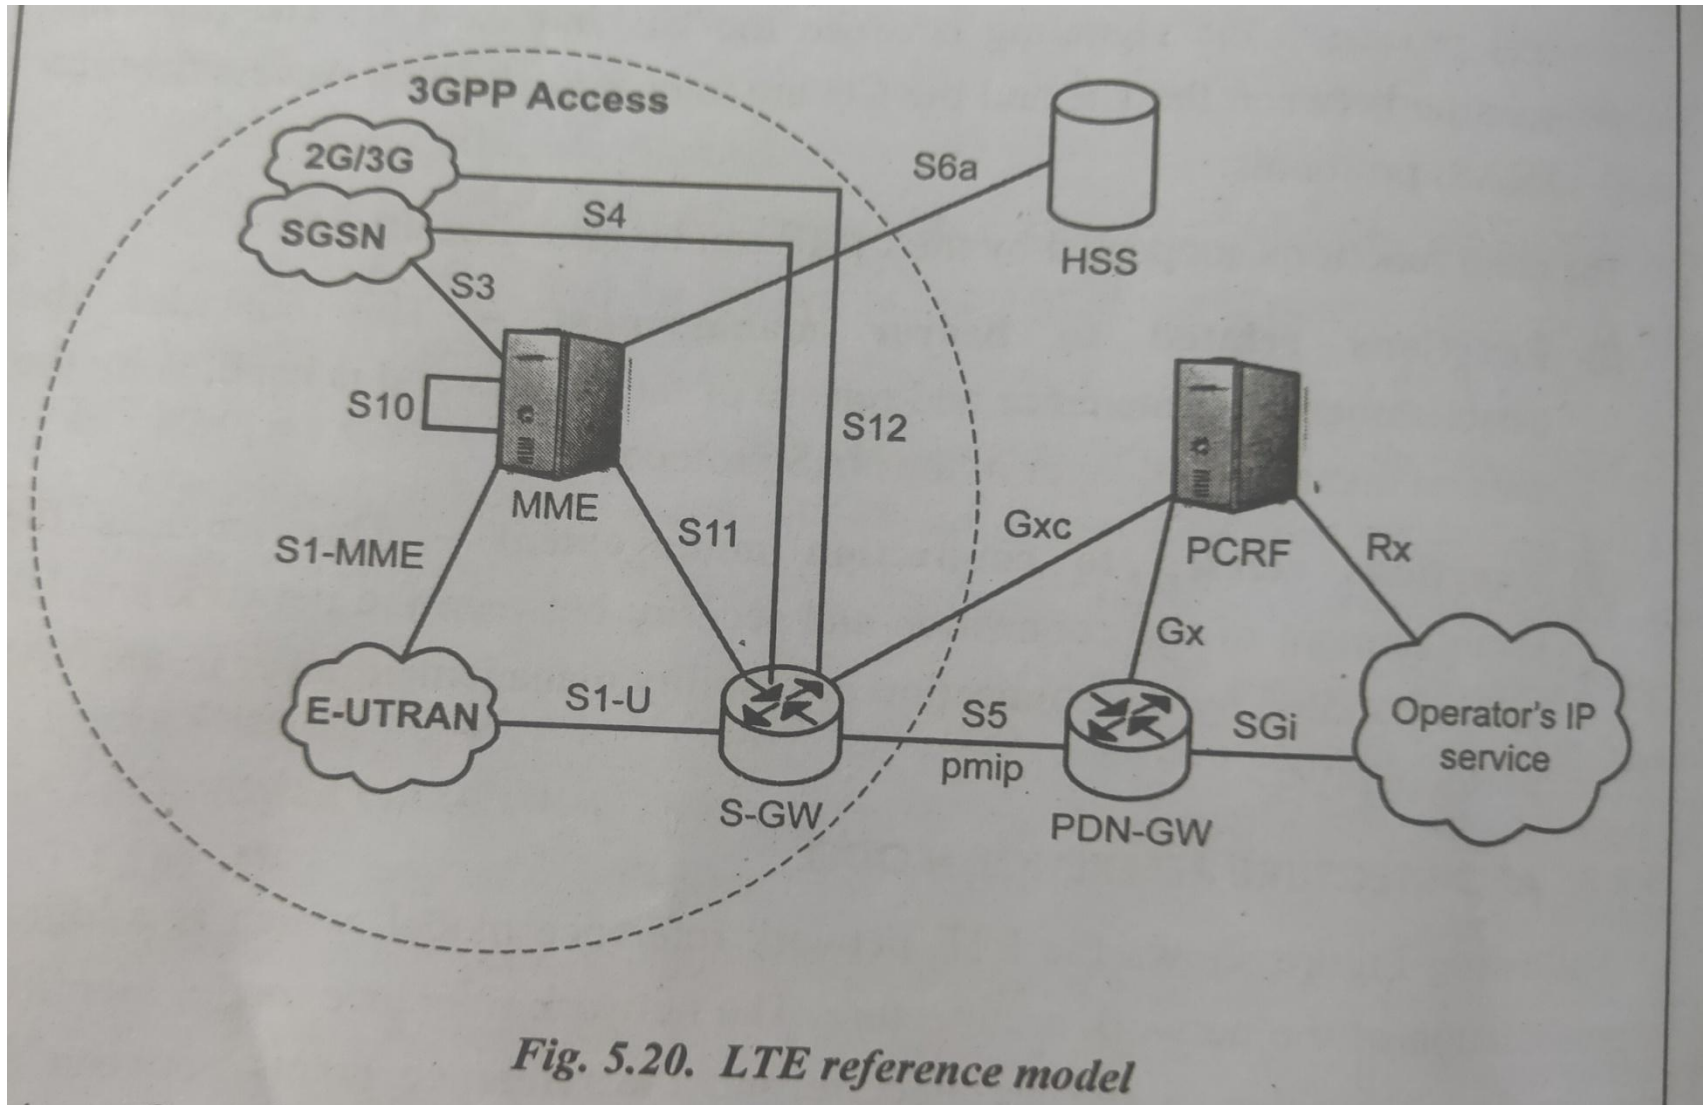 3GPP Access
2G/3G
S6a
S4
SGSN
HSS
S3
S10
S12
MME
S11
Gxc
PCRF
Rx
S1-MME
Gx
E-UTRAN
S1-U
S5
SGi
Operator's IP
service
pmip
S-GW
PDN-GW
Fig. 5.20. LTE reference model